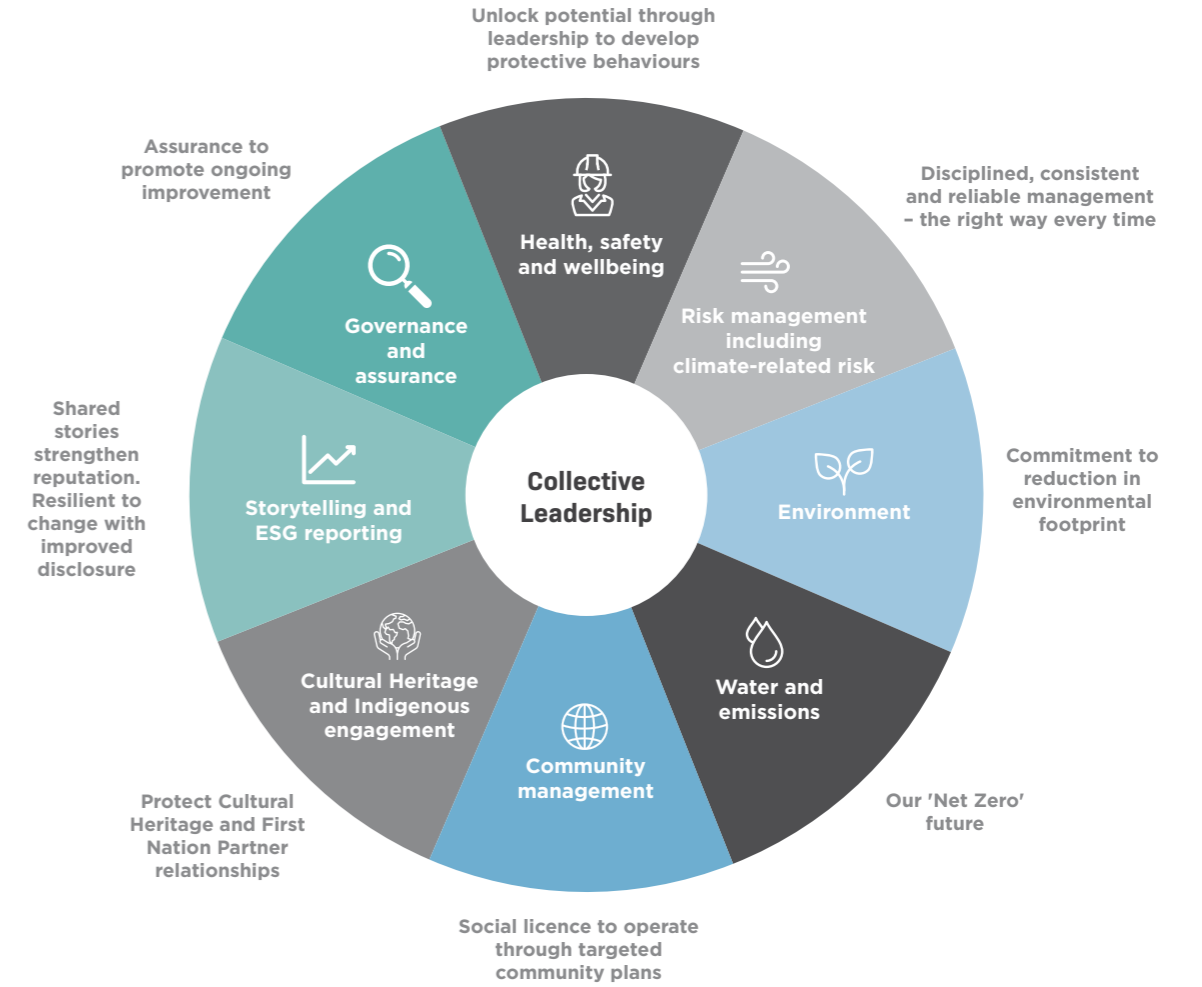 Unlock potential through
leadership to develop
protective behaviours
Health, safety
and wellbeing
Disciplined, consistent
and reliable management
– the right way every time
Risk management
including
climate-related risk
Commitment to
reduction in
environmental
footprint
Environment
Our 'Net Zero'
future
Water and
emissions
Social licence to operate
through targeted
community plans
Community
management
Protect Cultural
Heritage and First
Nation Partner
relationships
Cultural Heritage
and Indigenous
engagement
Shared
stories
strengthen
reputation.
Resilient to
change with
improved
disclosure
Storytelling and
ESG reporting
Assurance to
promote ongoing
improvement
Governance
and
assurance
Collective
Leadership